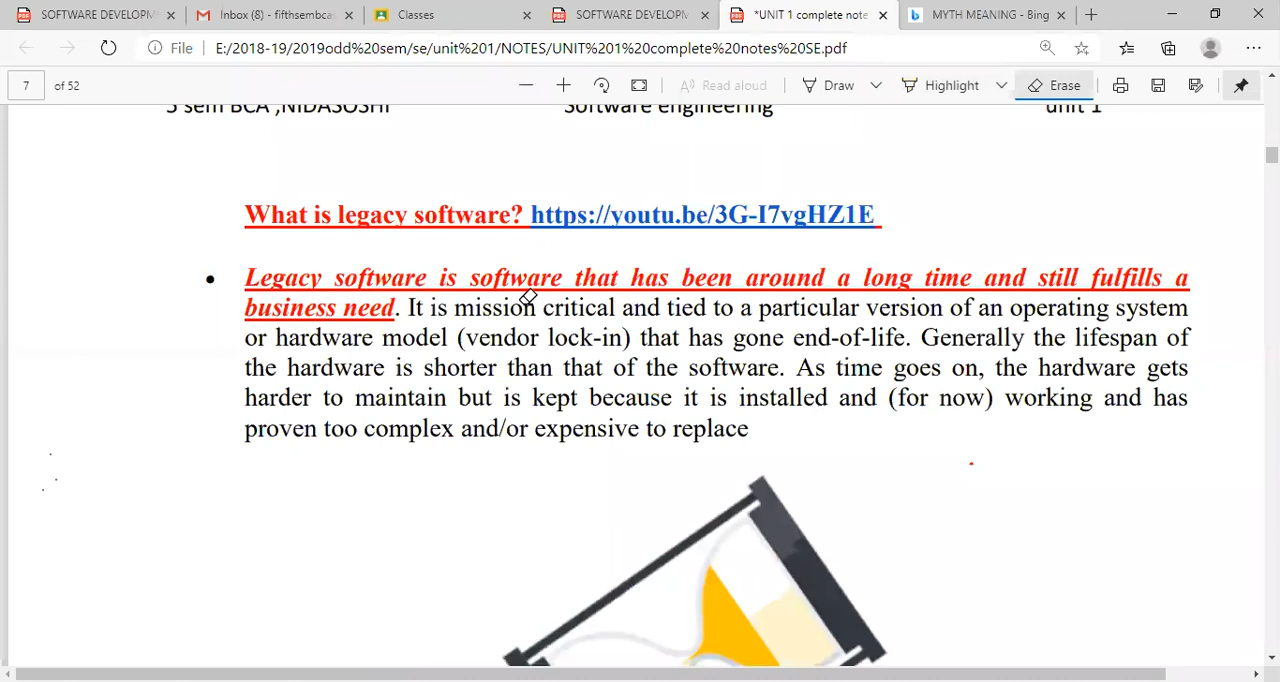 SOFTWARE DEVELOPM
Inbox (8) - fifthsembca
Classes
SOFTWARE DEVELOPM
*UNIT 1 complete note
MYTH MEANING - Bing
File
E:/2018-19/2019odd%20sem/se/unit%201/NOTES/UNIT%201%20complete%20notes%20SE.pdf
7 of 52
Read aloud
Draw
Highlight
Erase
5 sem BCA ,NIDASOSHI Software engineering unit 1
What is legacy software? https://youtu.be/3G-I7vgHZ1E
• Legacy software is software that has been around a long time and still fulfills a
business need. It is mission critical and tied to a particular version of an operating system
or hardware model (vendor lock-in) that has gone end-of-life. Generally the lifespan of
the hardware is shorter than that of the software. As time goes on, the hardware gets
harder to maintain but is kept because it is installed and (for now) working and has
proven too complex and/or expensive to replace